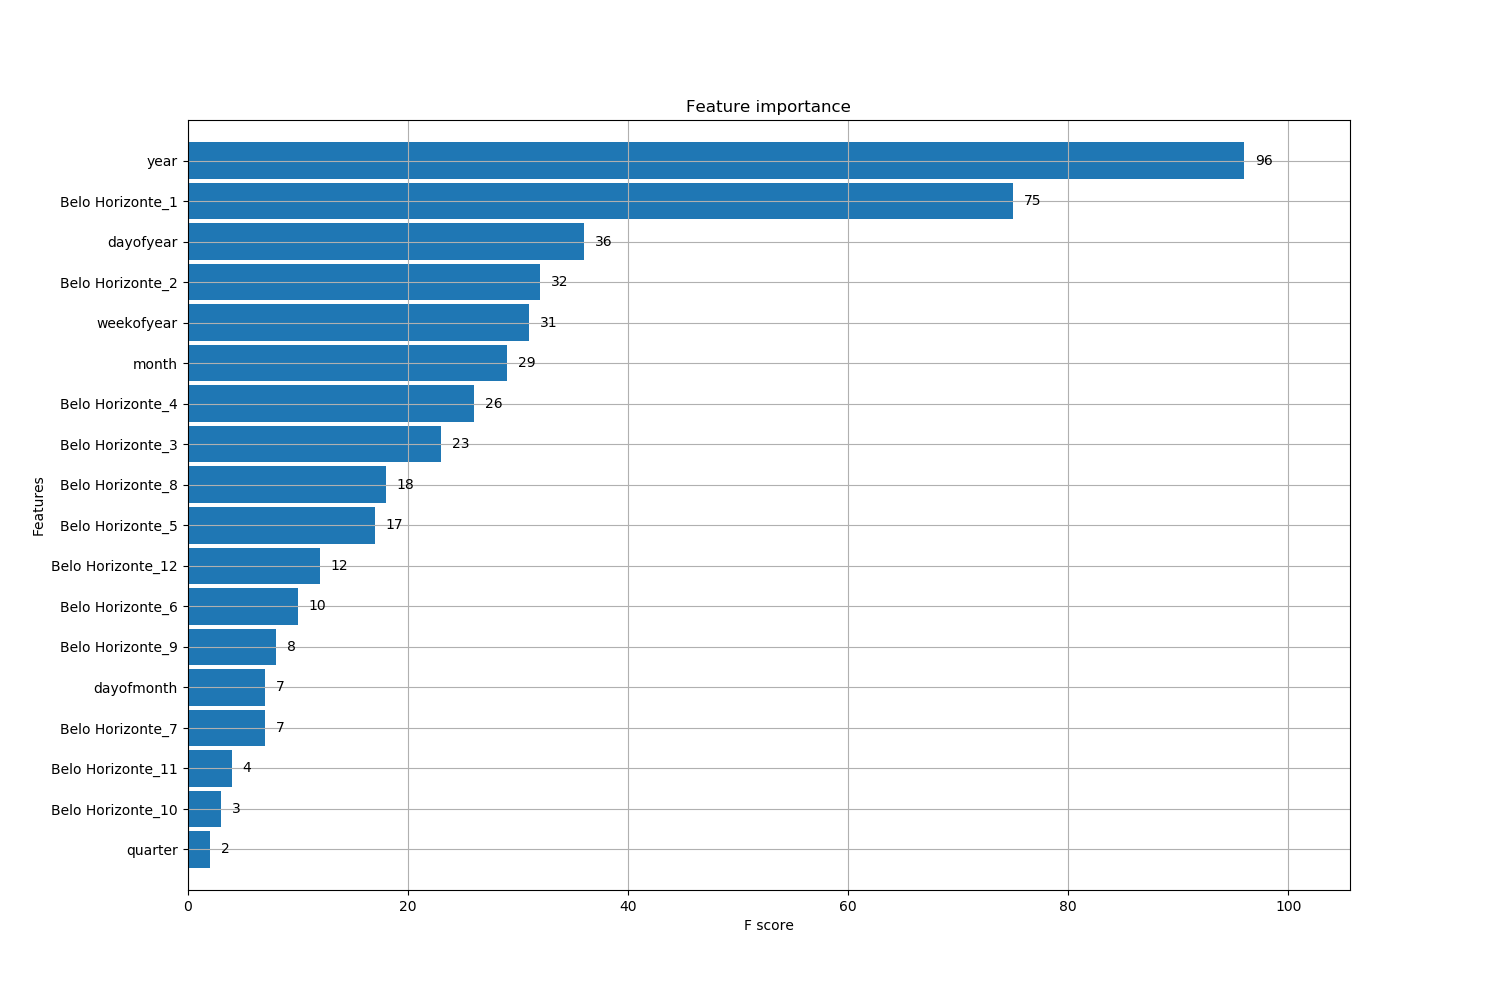 Feature importance
year 96
Belo Horizonte_1 75
dayofyear 36
Belo Horizonte_2 32
weekofyear 31
month 29
Belo Horizonte_4 26
Belo Horizonte_3 23
Belo Horizonte_8 18
Belo Horizonte_5 17
Belo Horizonte_12 12
Belo Horizonte_6 10
Belo Horizonte_9 8
dayofmonth 7
Belo Horizonte_7 7
Belo Horizonte_11 4
Belo Horizonte_10 3
quarter 2
Features
0 20 40 60 80 100
F score